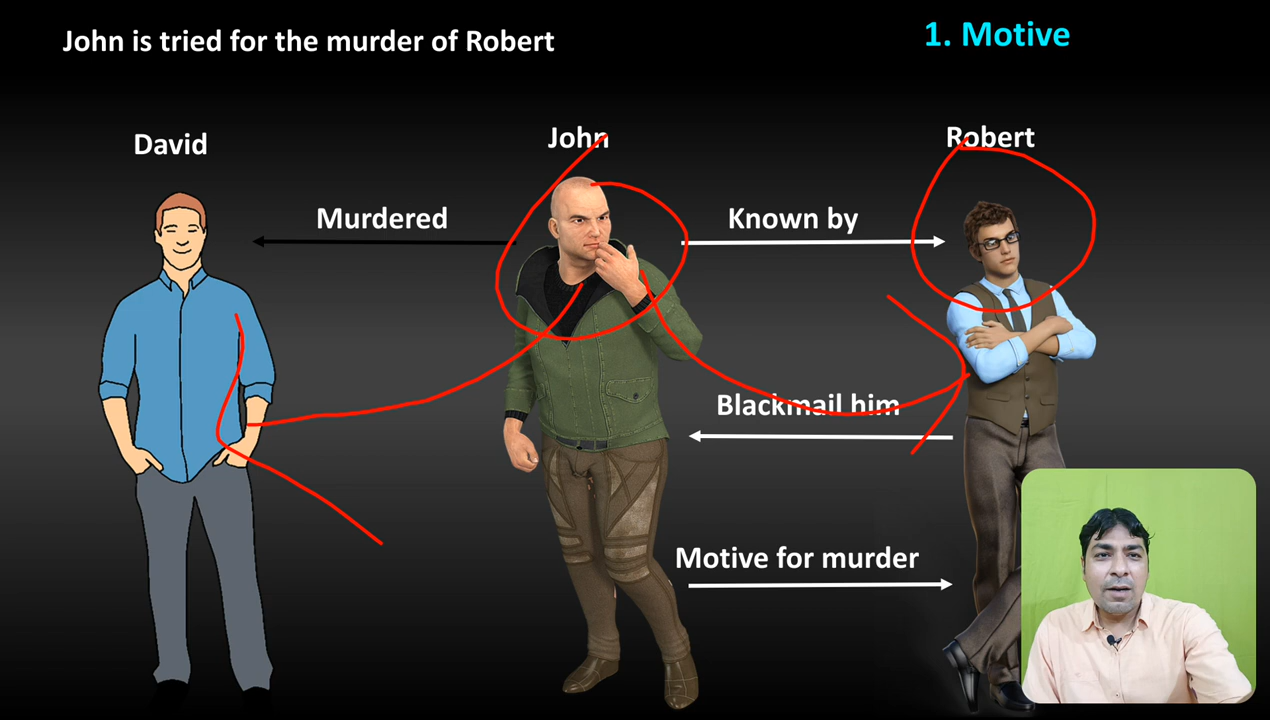 John is tried for the murder of Robert
1. Motive
David
John
Robert
Murdered
Known by
Blackmail him
Motive for murder